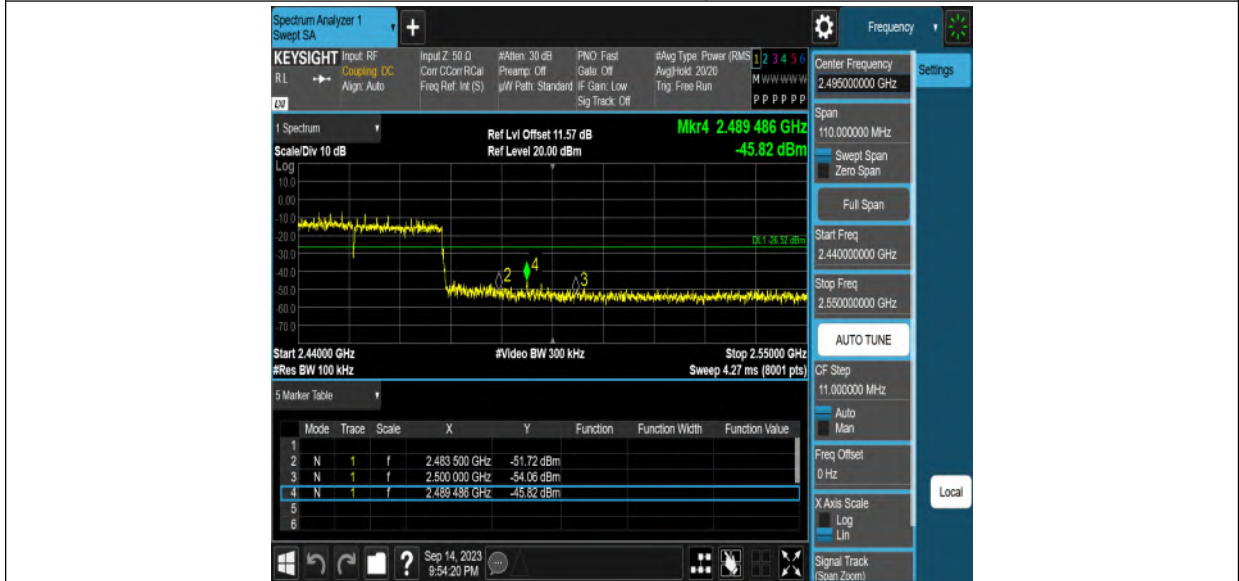 Spectrum Analyzer 1
Swept SA
+
Frequency
KEYSIGHT
RL
LXI
Input: RF
Coupling: DC
Align: Auto
Input Z: 50 Ω
Corr CCorr RCal
Freq Ref: Int (S)
#Atten: 30 dB
Preamp: Off
µW Path: Standard
PNO: Fast
Gate: Off
IF Gain: Low
Sig Track: Off
#Avg Type: Power (RMS
Avg|Hold: 20/20
Trig: Free Run
1 2 3 4 5 6
M W W W W W
P P P P P P
1 Spectrum
Scale/Div 10 dB
Ref Lvl Offset 11.57 dB
Ref Level 20.00 dBm
Mkr4 2.489 486 GHz
-45.82 dBm
Log
10.0
0.00
-10.0
-20.0
-30.0
-40.0
-50.0
-60.0
-70.0
DL1 -26.52 dBm
2
4
3
Start 2.44000 GHz
#Res BW 100 kHz
#Video BW 300 kHz
Stop 2.55000 GHz
Sweep 4.27 ms (8001 pts)
5 Marker Table
Mode Trace Scale X Y Function Function Width Function Value
1
2 N 1 f 2.483 500 GHz -51.72 dBm
3 N 1 f 2.500 000 GHz -54.06 dBm
4 N 1 f 2.489 486 GHz -45.82 dBm
5
6
Sep 14, 2023
9:54:20 PM
?
Center Frequency
2.495000000 GHz
Settings
Span
110.000000 MHz
Swept Span
Zero Span
Full Span
Start Freq
2.440000000 GHz
Stop Freq
2.550000000 GHz
AUTO TUNE
CF Step
11.000000 MHz
Auto
Man
Freq Offset
0 Hz
Local
X Axis Scale
Log
Lin
Signal Track
(Span Zoom)